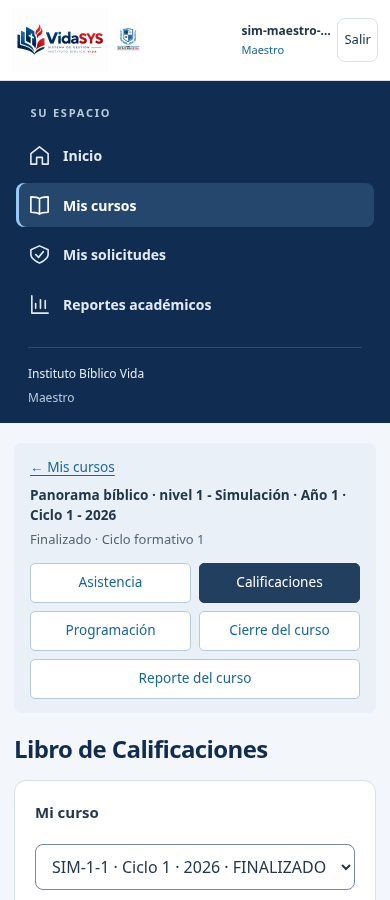 VidaSYS
sim-maestro-...
Maestro
Salir
SU ESPACIO
Inicio
Mis cursos
Mis solicitudes
Reportes académicos
Instituto Bíblico Vida
Maestro
← Mis cursos
Panorama bíblico · nivel 1 - Simulación · Año 1 ·
Ciclo 1 - 2026
Finalizado · Ciclo formativo 1
Asistencia
Calificaciones
Programación
Cierre del curso
Reporte del curso
Libro de Calificaciones
Mi curso
SIM-1-1 · Ciclo 1 · 2026 · FINALIZADO